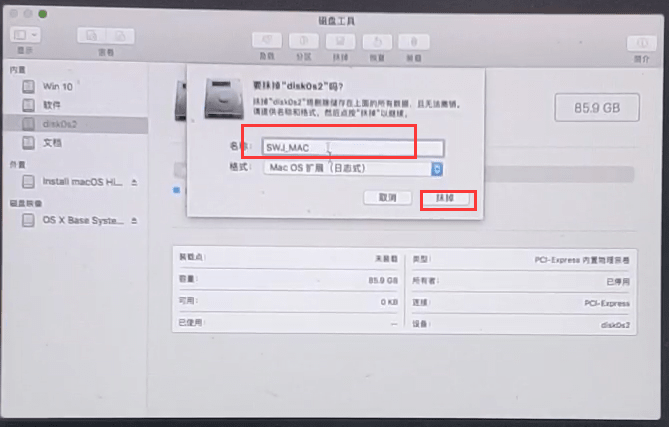 磁盘工具
显示
宗卷
急救
分区
抹掉
恢复
卸载
简介
内置
Win 10
软件
disk0s2
文档
外置
Install macOS Hi...
磁盘映像
OS X Base Syste...
要抹掉“disk0s2”吗?
抹掉“disk0s2”将删除储存在上面的所有数据，且无法撤销。
请提供名称和格式，然后点按“抹掉”以继续。
名称：
SWJ_MAC
格式：
Mac OS 扩展（日志式）
取消
抹掉
85.9 GB
装载点：
未装载
容量：
85.9 GB
可用：
0 KB
已使用：
--
类型：
PCI-Express 内置物理宗卷
所有者：
已停用
连接：
PCI-Express
设备：
disk0s2